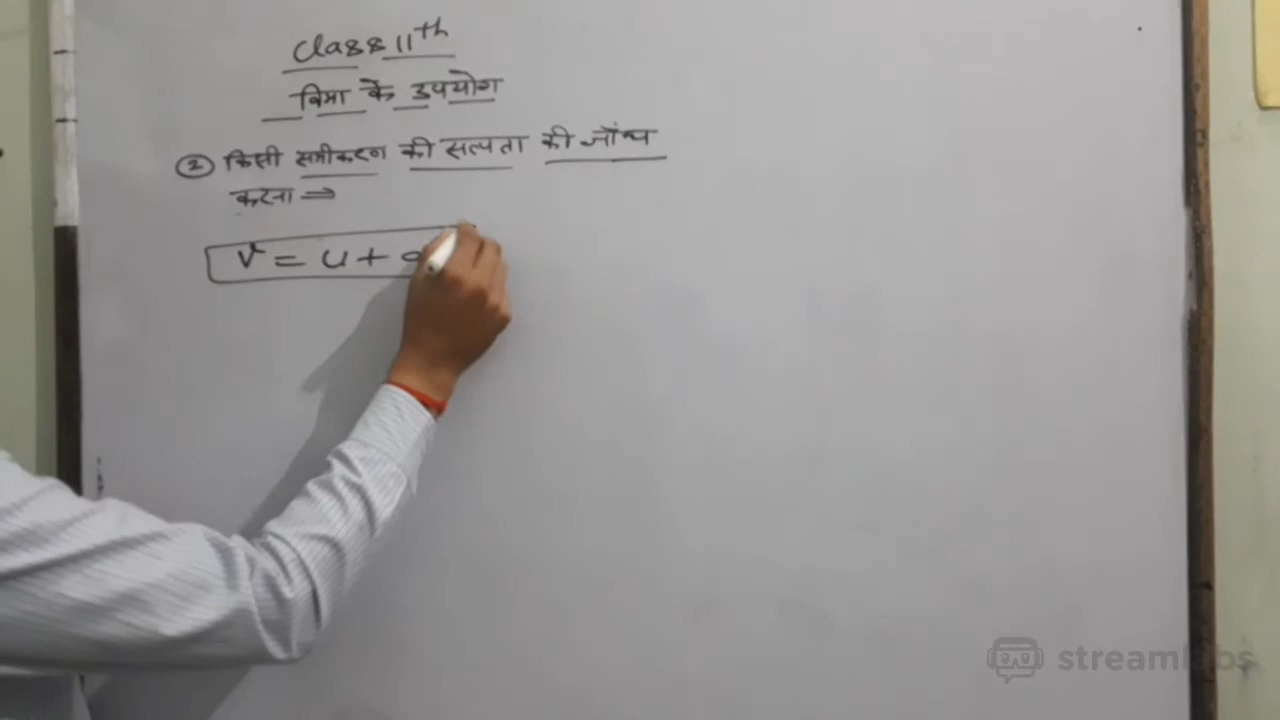 Class 11th
विमा के उपयोग
② किसी समीकरण की सत्यता की जाँच
करना ⇒
v = u + a
streamlabs